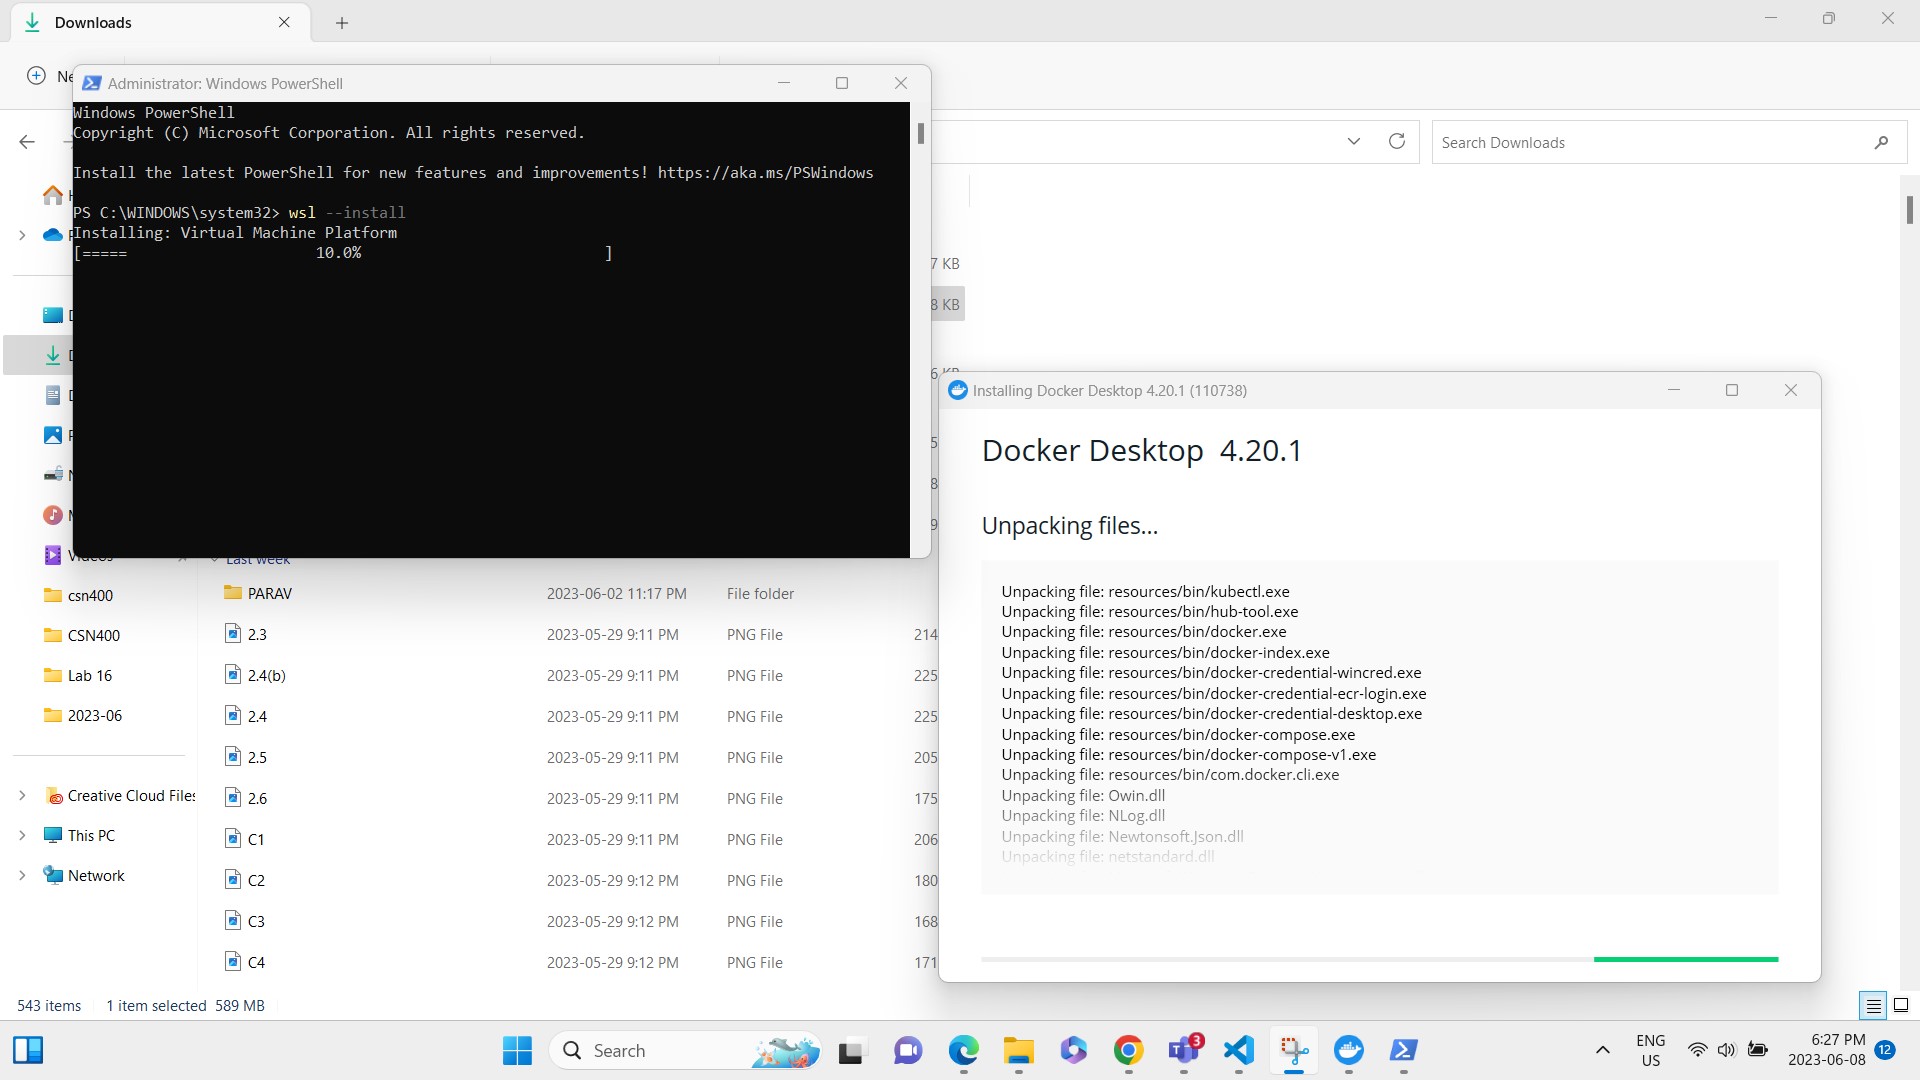 Downloads
Ne
Administrator: Windows PowerShell
Windows PowerShell
Copyright (C) Microsoft Corporation. All rights reserved.
Install the latest PowerShell for new features and improvements! https://aka.ms/PSWindows
PS C:\WINDOWS\system32> wsl --install
Installing: Virtual Machine Platform
[===== 10.0% ]
Search Downloads
7 KB
8 KB
6 KB
5
8
9
Videos
csn400
CSN400
Lab 16
2023-06
Creative Cloud Files
This PC
Network
Last week
PARAV 2023-06-02 11:17 PM File folder
2.3 2023-05-29 9:11 PM PNG File 214
2.4(b) 2023-05-29 9:11 PM PNG File 225
2.4 2023-05-29 9:11 PM PNG File 225
2.5 2023-05-29 9:11 PM PNG File 205
2.6 2023-05-29 9:11 PM PNG File 175
C1 2023-05-29 9:11 PM PNG File 206
C2 2023-05-29 9:12 PM PNG File 180
C3 2023-05-29 9:12 PM PNG File 168
C4 2023-05-29 9:12 PM PNG File 171
Installing Docker Desktop 4.20.1 (110738)
Docker Desktop 4.20.1
Unpacking files...
Unpacking file: resources/bin/kubectl.exe
Unpacking file: resources/bin/hub-tool.exe
Unpacking file: resources/bin/docker.exe
Unpacking file: resources/bin/docker-index.exe
Unpacking file: resources/bin/docker-credential-wincred.exe
Unpacking file: resources/bin/docker-credential-ecr-login.exe
Unpacking file: resources/bin/docker-credential-desktop.exe
Unpacking file: resources/bin/docker-compose.exe
Unpacking file: resources/bin/docker-compose-v1.exe
Unpacking file: resources/bin/com.docker.cli.exe
Unpacking file: Owin.dll
Unpacking file: NLog.dll
Unpacking file: Newtonsoft.Json.dll
Unpacking file: netstandard.dll
543 items 1 item selected 589 MB
Search
3
ENG
US
6:27 PM
2023-06-08
12